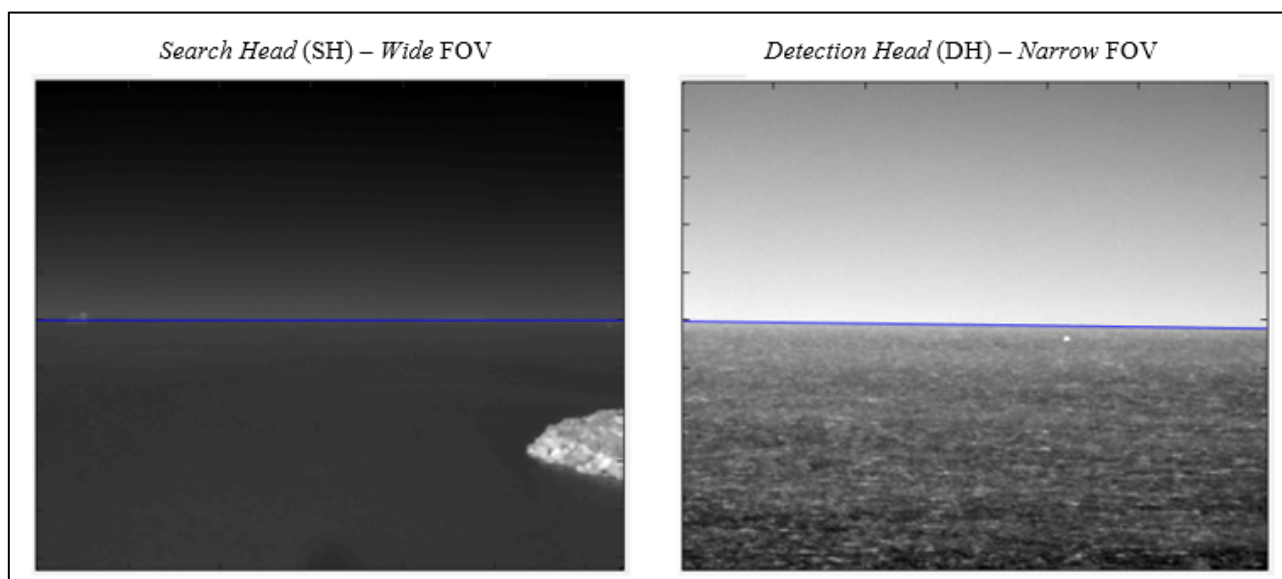 Search Head (SH) – Wide FOV
Detection Head (DH) – Narrow FOV